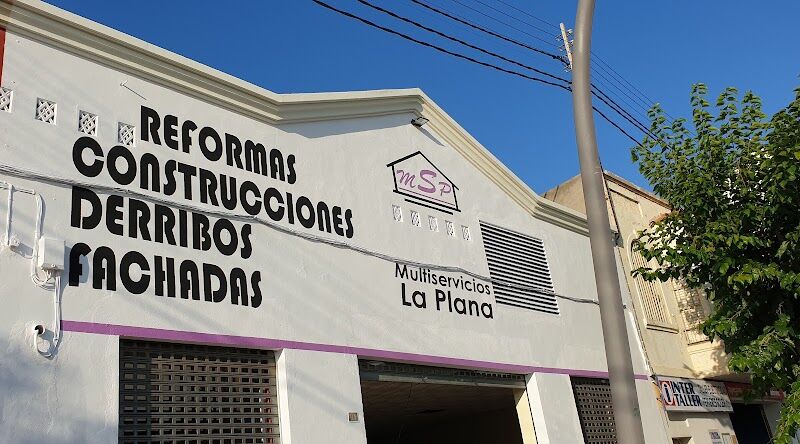 REFORMAS
CONSTRUCCIONES
DERRIBOS
FACHADAS
mSp
Multiservicios
La Plana
INTER
TALLER